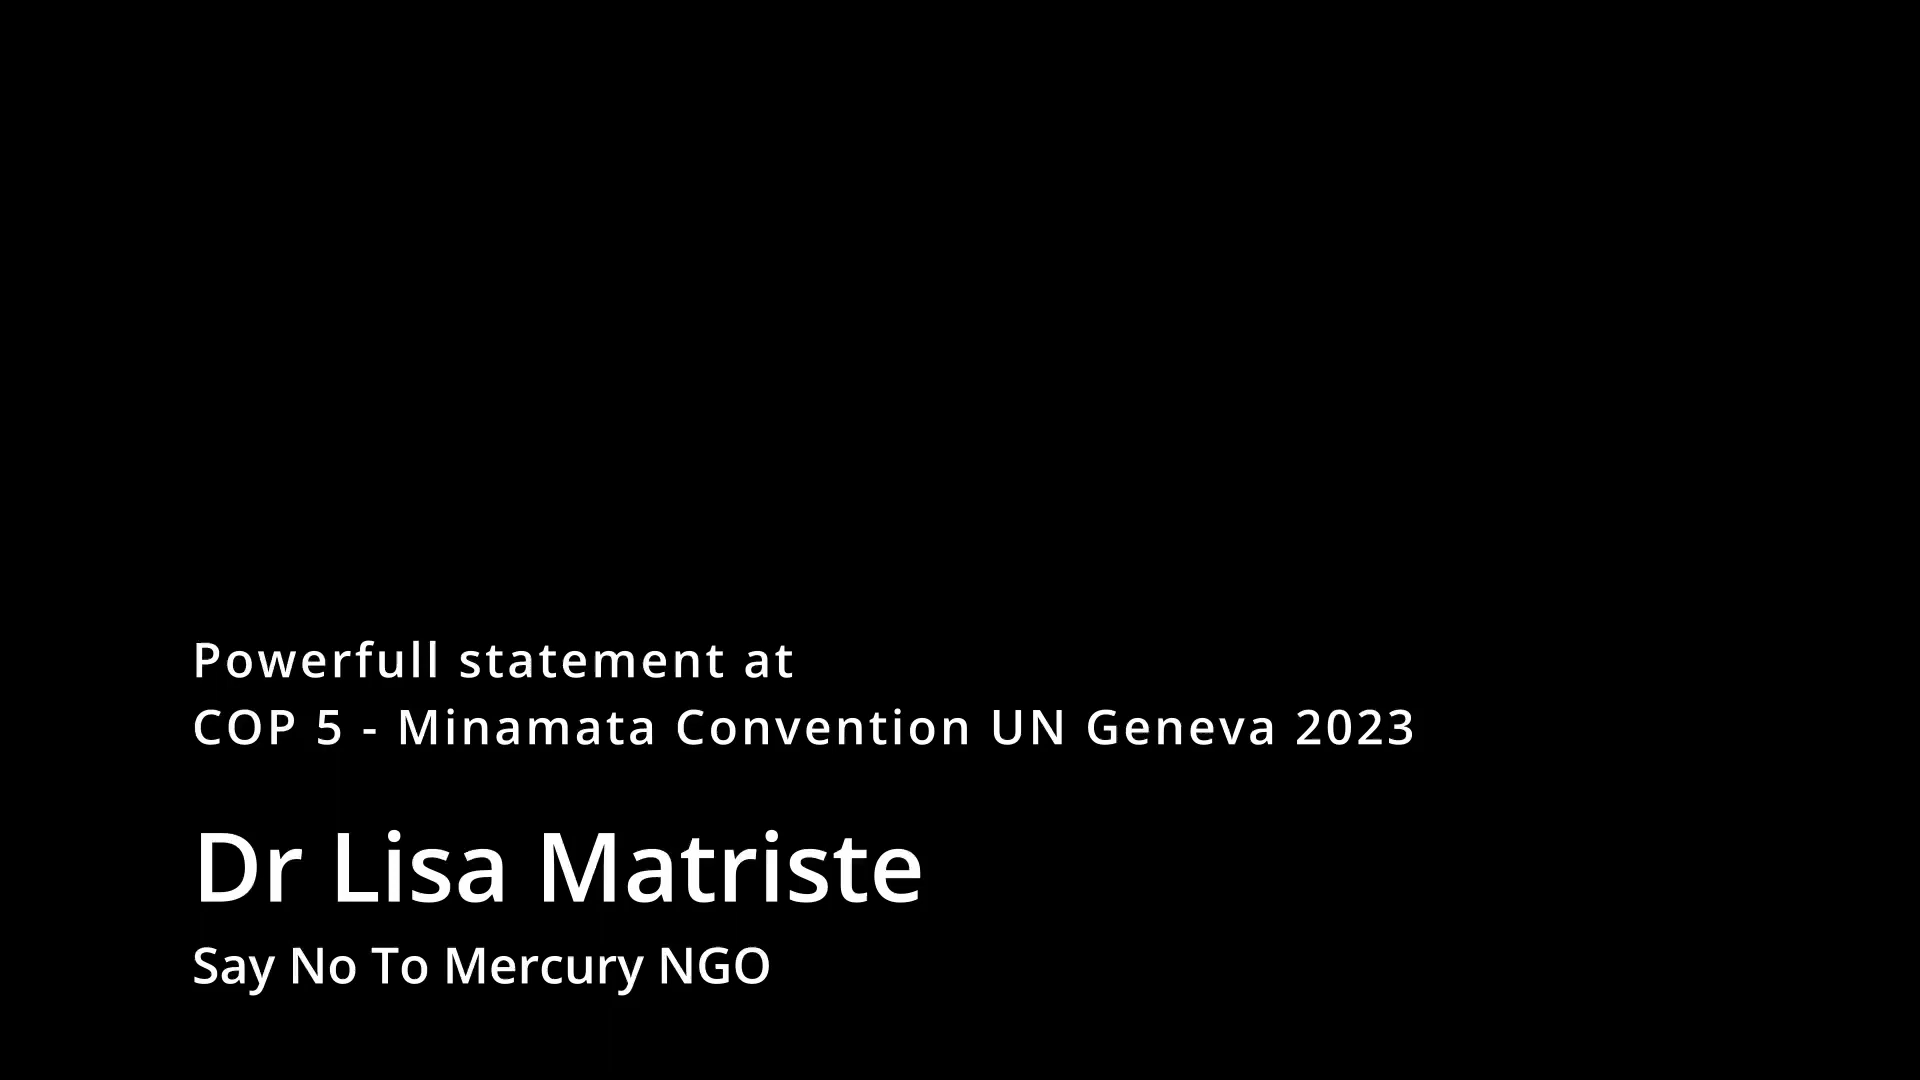 Powerfull statement at
COP 5 - Minamata Convention UN Geneva 2023
Dr Lisa Matriste
Say No To Mercury NGO